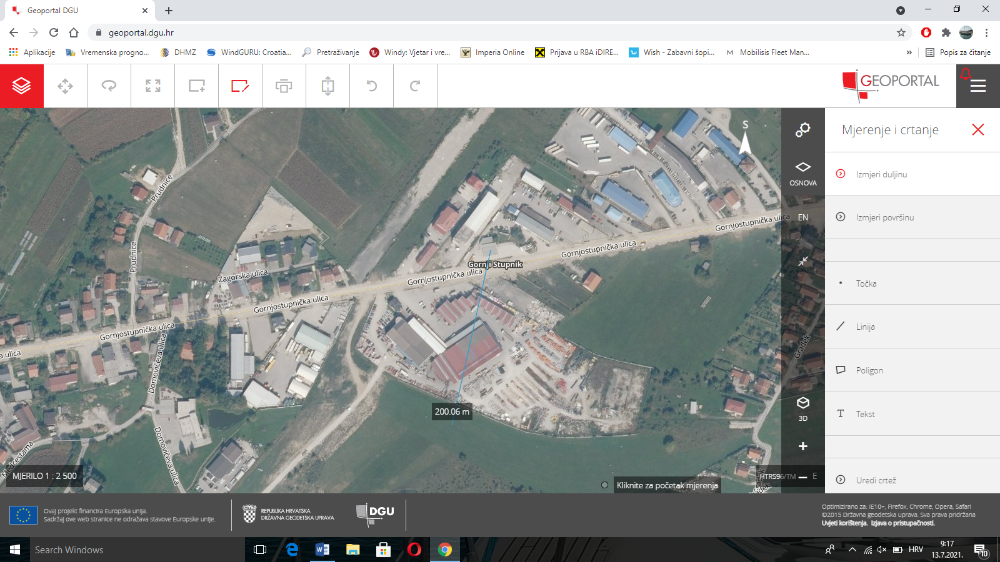 Geoportal DGU
geoportal.dgu.hr
Aplikacije
Vremenska progno...
DHMZ
WindGURU: Croatia...
Pretraživanje
Windy: Vjetar i vre...
Imperia Online
Prijava u RBA iDIRE...
Wish - Zabavni šopi...
Mobilisis Fleet Man...
»
Popis za čitanje
GEOPORTAL
Mjerenje i crtanje
S
OSNOVA
EN
3D
Izmjeri duljinu
Izmjeri površinu
Točka
Linija
Poligon
T Tekst
Uredi crtež
Prudnice
Prudnice
Zagorska ulica
Gornjostupnička ulica
Gornjostupnička ulica
Gornji Stupnik
Gornjostupnička ulica
Gornjostupnička ulica
Gornjostupnička ulica
a ulica
Domovićeva ulica
Domovićeva ulica
Medcestama
Gradek
200.06 m
MJERILO 1 : 2 500
Kliknite za početak mjerenja
HTRS96/TM
E
Ovaj projekt financira Europska unija.
Sadržaj ove web stranice ne odražava stavove Europske unije.
REPUBLIKA HRVATSKA
DRŽAVNA GEODETSKA UPRAVA
DGU
Optimizirano za: IE10+, Firefox, Chrome, Opera, Safari
©2015 Državna geodetska uprava. Sva prava pridržana
Uvjeti korištenja. Izjava o pristupačnosti.
Search Windows
HRV
9:17
13.7.2021.
10